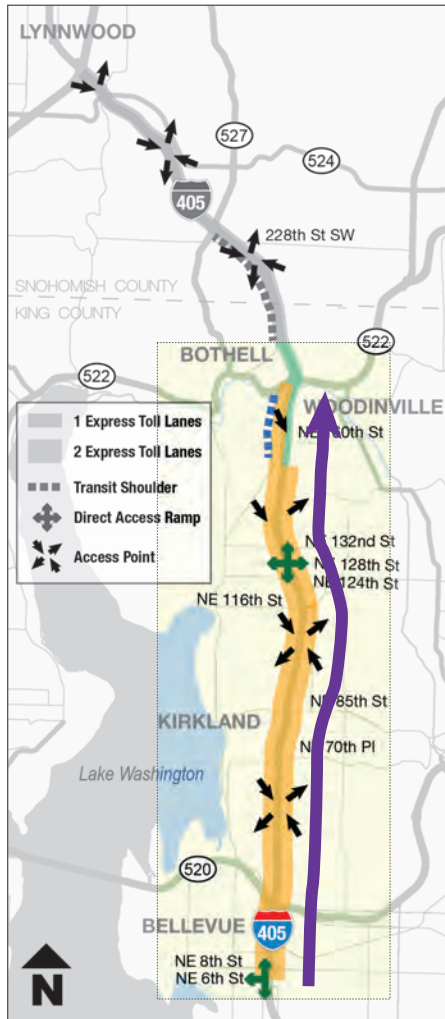 LYNNWOOD
527
524
405
228th St SW
SNOHOMISH COUNTY
KING COUNTY
BOTHELL
522
522
WOODINVILLE
1 Express Toll Lanes
2 Express Toll Lanes
Transit Shoulder
Direct Access Ramp
Access Point
60th St
NE 132nd St
NE 128th St
NE 124th St
NE 116th St
NE 85th St
KIRKLAND
NE 70th Pl
Lake Washington
520
BELLEVUE
405
NE 8th St
NE 6th St
N